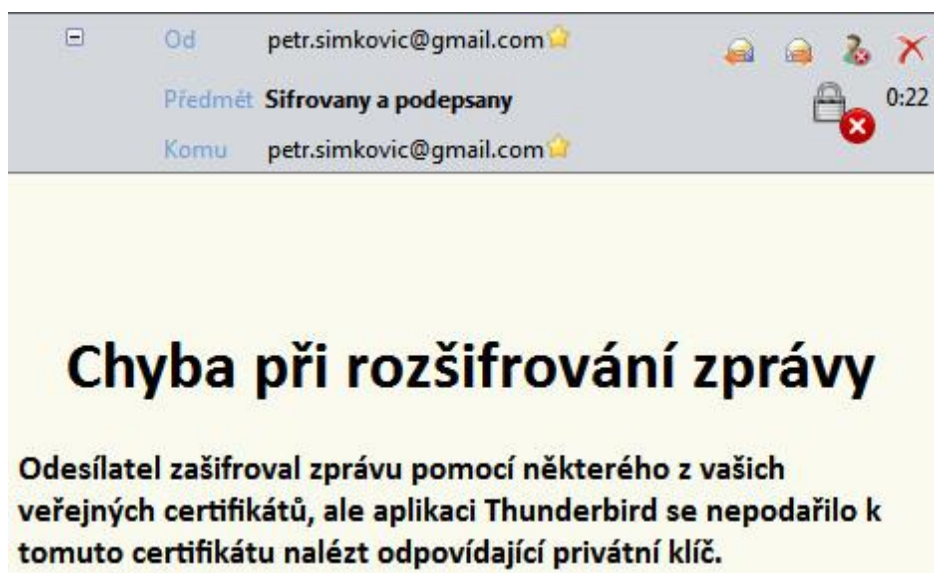 Od petr.simkovic@gmail.com
Předmět Sifrovany a podepsany 0:22
Komu petr.simkovic@gmail.com
Chyba při rozšifrování zprávy
Odesílatel zašifroval zprávu pomocí některého z vašich
veřejných certifikátů, ale aplikaci Thunderbird se nepodařilo k
tomuto certifikátu nalézt odpovídající privátní klíč.